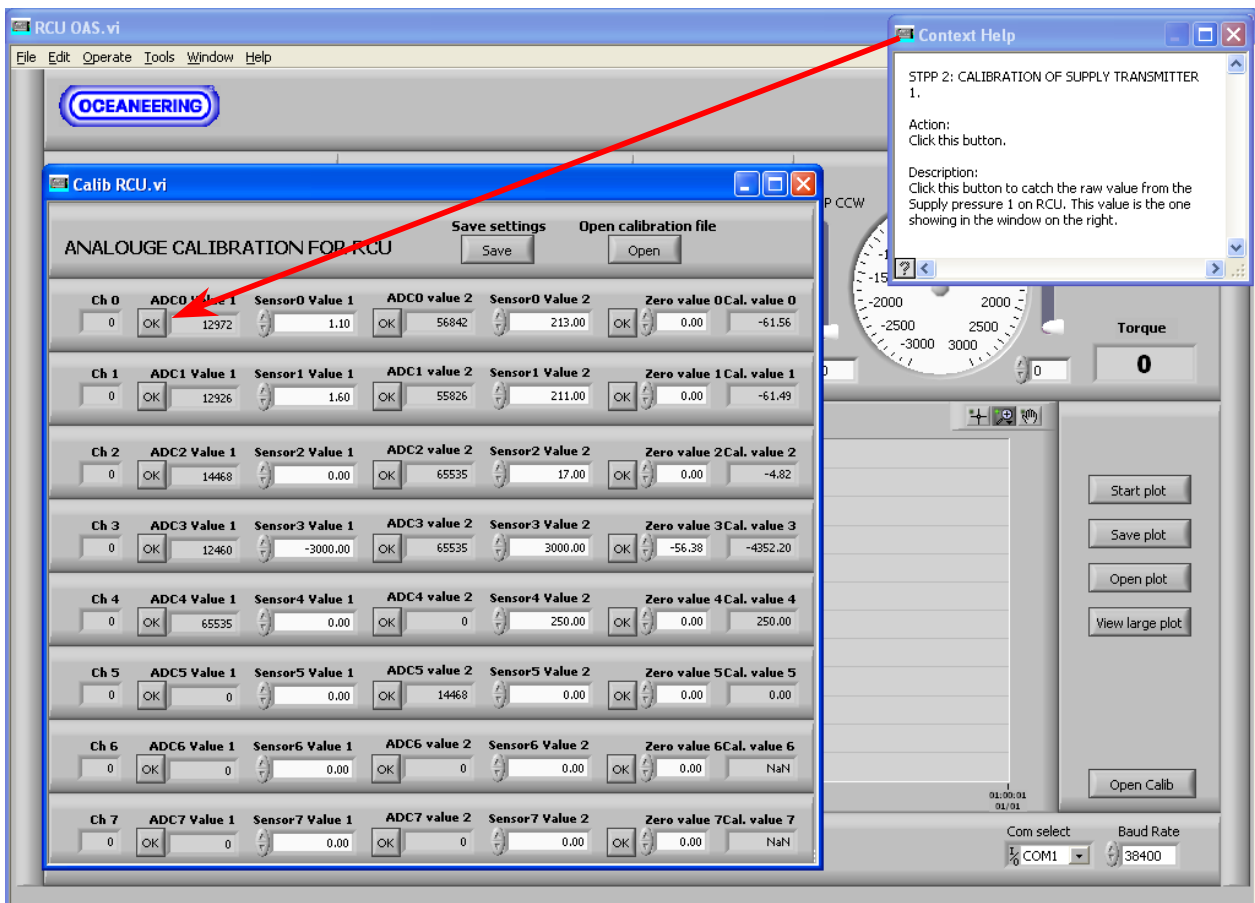 RCU OAS.vi
File Edit Operate Tools Window Help
OCEANEERING
Context Help
STPP 2: CALIBRATION OF SUPPLY TRANSMITTER
1.
Action:
Click this button.
Description:
Click this button to catch the raw value from the
Supply pressure 1 on RCU. This value is the one
showing in the window on the right.
Calib RCU.vi
ANALOUGE CALIBRATION FOR RCU
Save settings Open calibration file
Save Open
Ch 0 ADC0 Value 1 Sensor0 Value 1 ADC0 value 2 Sensor0 Value 2 Zero value 0 Cal. value 0
0 OK 12972 1.10 OK 56842 213.00 OK 0.00 -61.56
Ch 1 ADC1 Value 1 Sensor1 Value 1 ADC1 value 2 Sensor1 Value 2 Zero value 1 Cal. value 1
0 OK 12926 1.60 OK 55826 211.00 OK 0.00 -61.49
Ch 2 ADC2 Value 1 Sensor2 Value 1 ADC2 value 2 Sensor2 Value 2 Zero value 2 Cal. value 2
0 OK 14468 0.00 OK 65535 17.00 OK 0.00 -4.82
Ch 3 ADC3 Value 1 Sensor3 Value 1 ADC3 value 2 Sensor3 Value 2 Zero value 3 Cal. value 3
0 OK 12460 -3000.00 OK 65535 3000.00 OK -56.38 -4352.20
Ch 4 ADC4 Value 1 Sensor4 Value 1 ADC4 value 2 Sensor4 Value 2 Zero value 4 Cal. value 4
0 OK 65535 0.00 OK 0 250.00 OK 0.00 250.00
Ch 5 ADC5 Value 1 Sensor5 Value 1 ADC5 value 2 Sensor5 Value 2 Zero value 5 Cal. value 5
0 OK 0 0.00 OK 14468 0.00 OK 0.00 0.00
Ch 6 ADC6 Value 1 Sensor6 Value 1 ADC6 value 2 Sensor6 Value 2 Zero value 6 Cal. value 6
0 OK 0 0.00 OK 0 0.00 OK 0.00 NaN
Ch 7 ADC7 Value 1 Sensor7 Value 1 ADC7 value 2 Sensor7 Value 2 Zero value 7 Cal. value 7
0 OK 0 0.00 OK 0 0.00 OK 0.00 NaN
P CCW
-2000 2000
-2500 2500
-3000 3000
0
Torque
0
Start plot
Save plot
Open plot
View large plot
Open Calib
01:00:01
01/01
Com select Baud Rate
COM1 38400